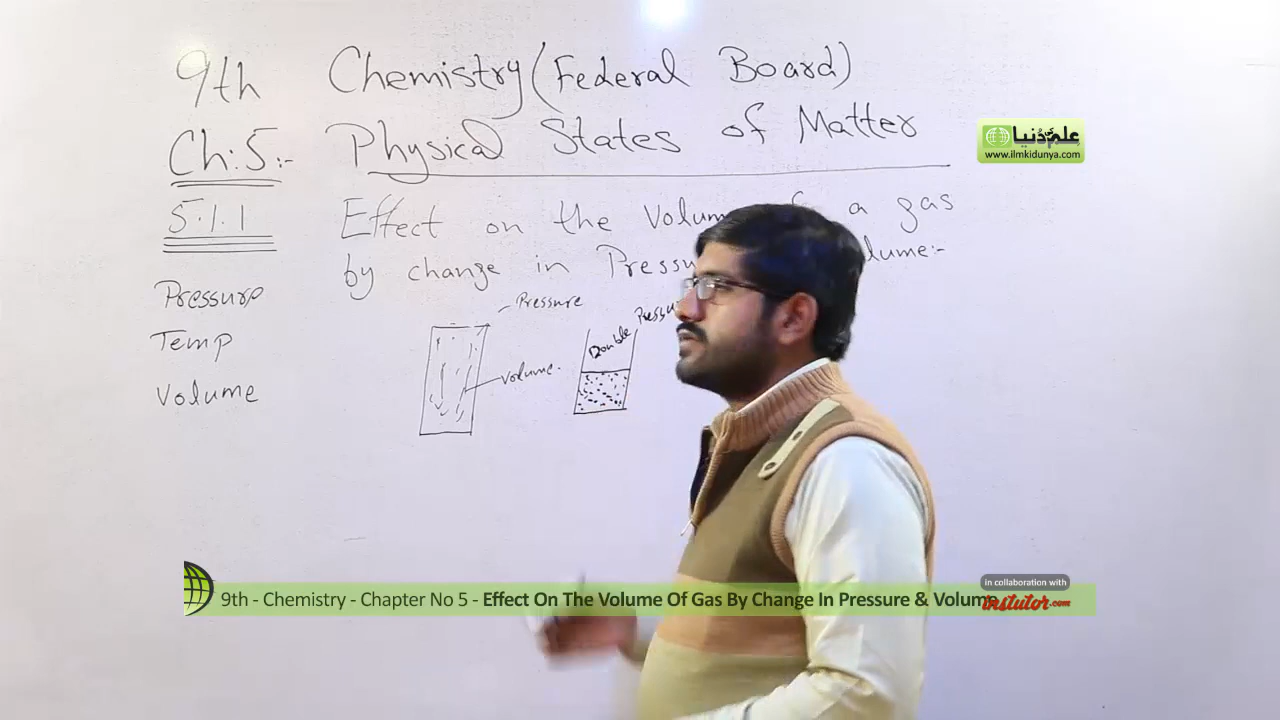 9th Chemistry (Federal Board)
Ch:5:- Physical States of Matter
علم کی دُنیا
www.ilmkidunya.com
5.1.1 Effect on the Volum a gas
by change in Pressu lume:-
Pressure
Temp
Volume
Pressure
Volume.
Pressu
Double
in collaboration with
9th - Chemistry - Chapter No 5 - Effect On The Volume Of Gas By Change In Pressure & Volume
instutor.com